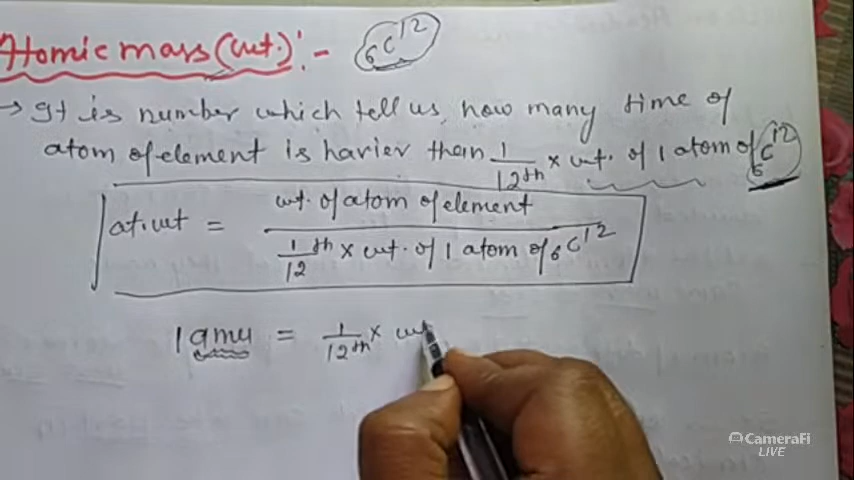 Atomic mass (wt.) :- ₆C¹²
→ It is number which tell us, how many time of
atom of element is havier then 1/12th × wt. of 1 atom of ₆C¹²
at.wt = wt. of atom of element / 1/12th × wt. of 1 atom of ₆C¹²
1 amu = 1/12th × wt
CameraFi
LIVE